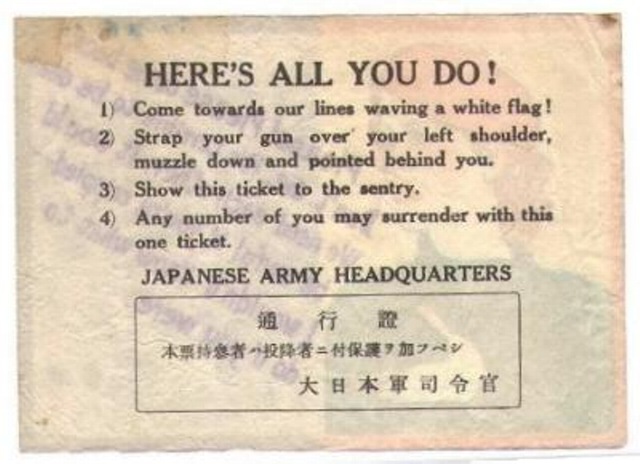 HERE'S ALL YOU DO!
1) Come towards our lines waving a white flag!
2) Strap your gun over your left shoulder,
muzzle down and pointed behind you.
3) Show this ticket to the sentry.
4) Any number of you may surrender with this
one ticket.
JAPANESE ARMY HEADQUARTERS
通行證
本票持参者ハ投降者ニ付保護ヲ加フベシ
大日本軍司令官